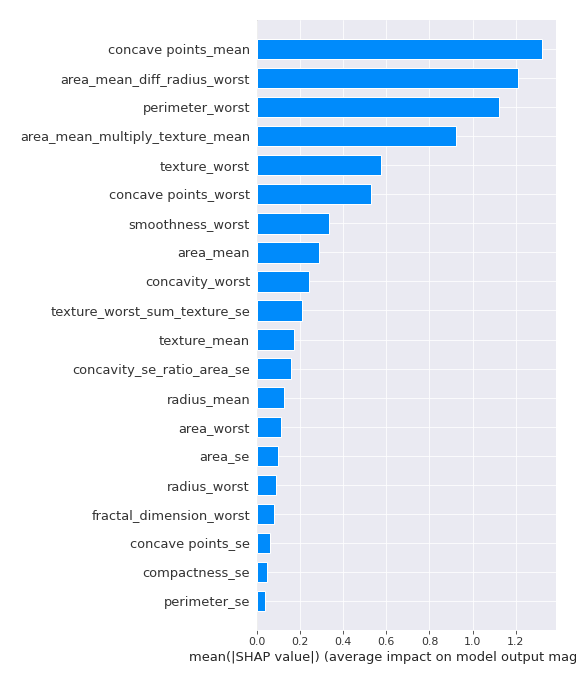 concave points_mean
area_mean_diff_radius_worst
perimeter_worst
area_mean_multiply_texture_mean
texture_worst
concave points_worst
smoothness_worst
area_mean
concavity_worst
texture_worst_sum_texture_se
texture_mean
concavity_se_ratio_area_se
radius_mean
area_worst
area_se
radius_worst
fractal_dimension_worst
concave points_se
compactness_se
perimeter_se
0.0 0.2 0.4 0.6 0.8 1.0 1.2
mean(|SHAP value|) (average impact on model output mag